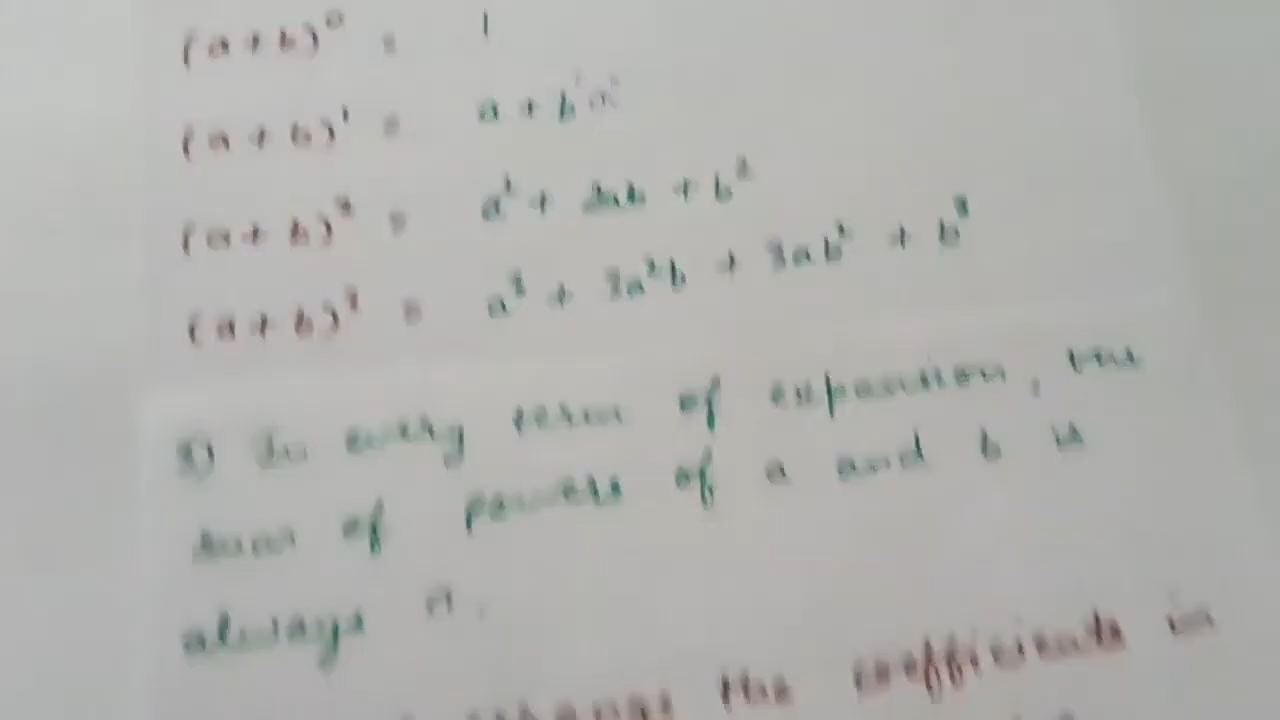 (a + b)⁰ = 1
(a + b)¹ = a + b
(a + b)² = a² + 2ab + b²
(a + b)³ = a³ + 3a²b + 3ab² + b³
3) In every term of expansion, the
sum of powers of a and b is
always n.
the coefficients in